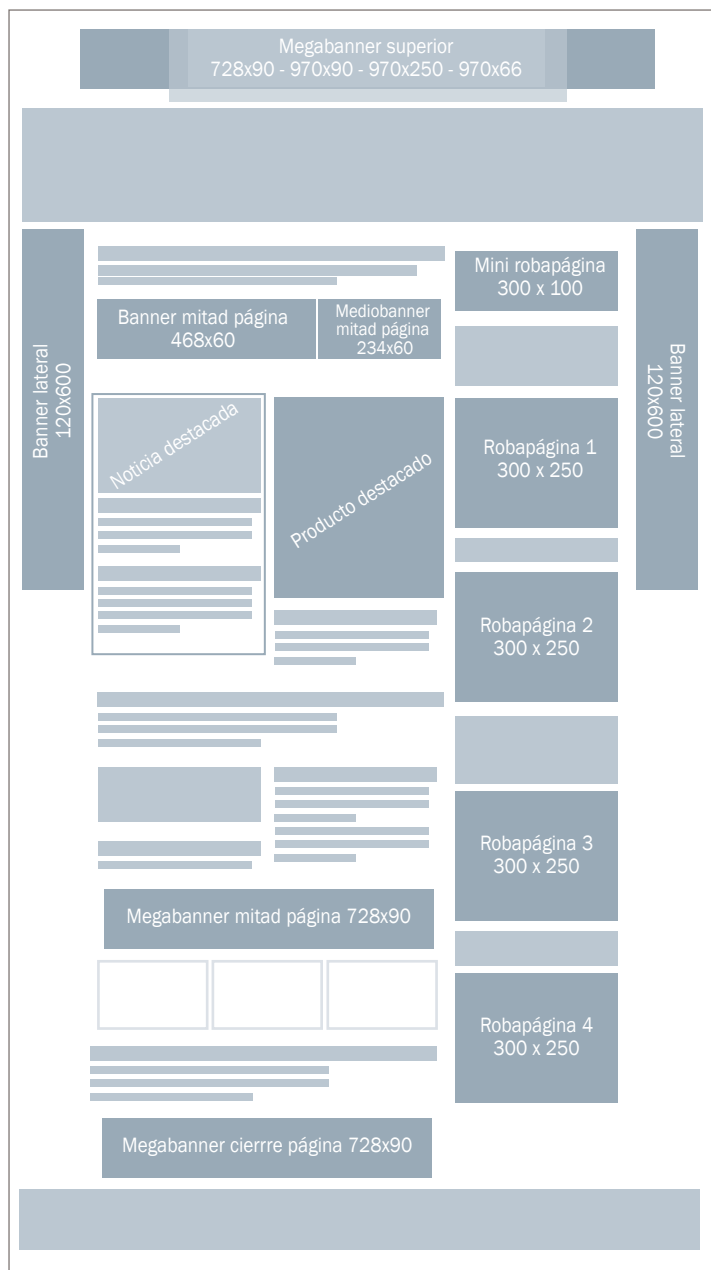 Megabanner superior
728x90 - 970x90 - 970x250 - 970x66
Banner lateral
120x600
Banner mitad página
468x60
Mediobanner
mitad página
234x60
Mini robapágina
300 x 100
Banner lateral
120x600
Noticia destacada
Producto destacado
Robapágina 1
300 x 250
Robapágina 2
300 x 250
Robapágina 3
300 x 250
Megabanner mitad página 728x90
Robapágina 4
300 x 250
Megabanner cierrre página 728x90